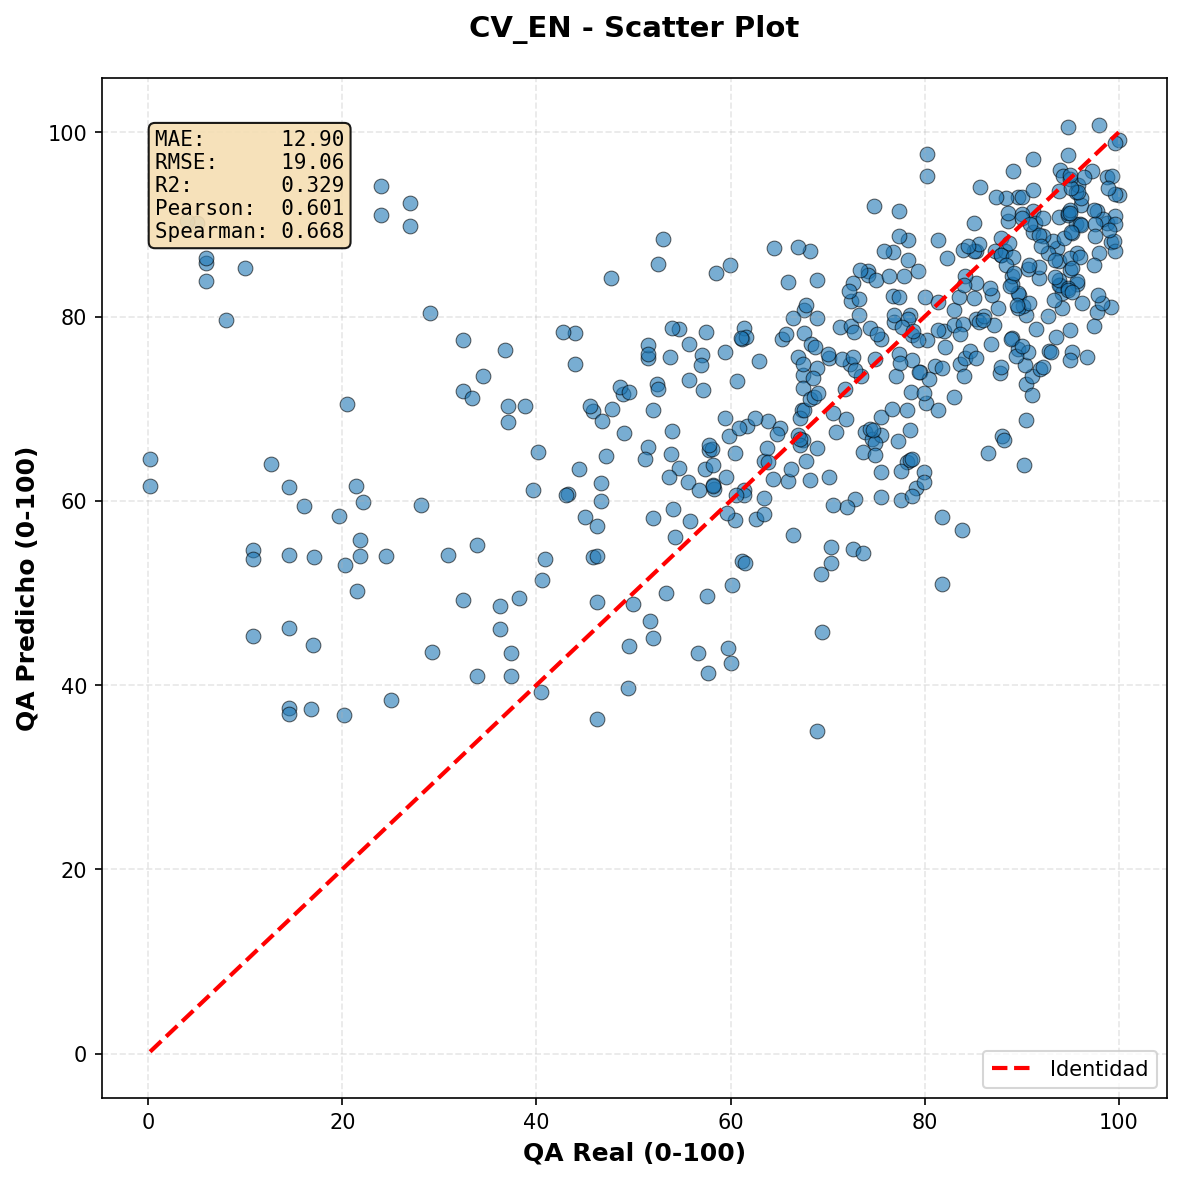 CV_EN - Scatter Plot
MAE: 12.90
RMSE: 19.06
R2: 0.329
Pearson: 0.601
Spearman: 0.668
100
80
60
40
20
0
QA Predicho (0-100)
Identidad
0 20 40 60 80 100
QA Real (0-100)